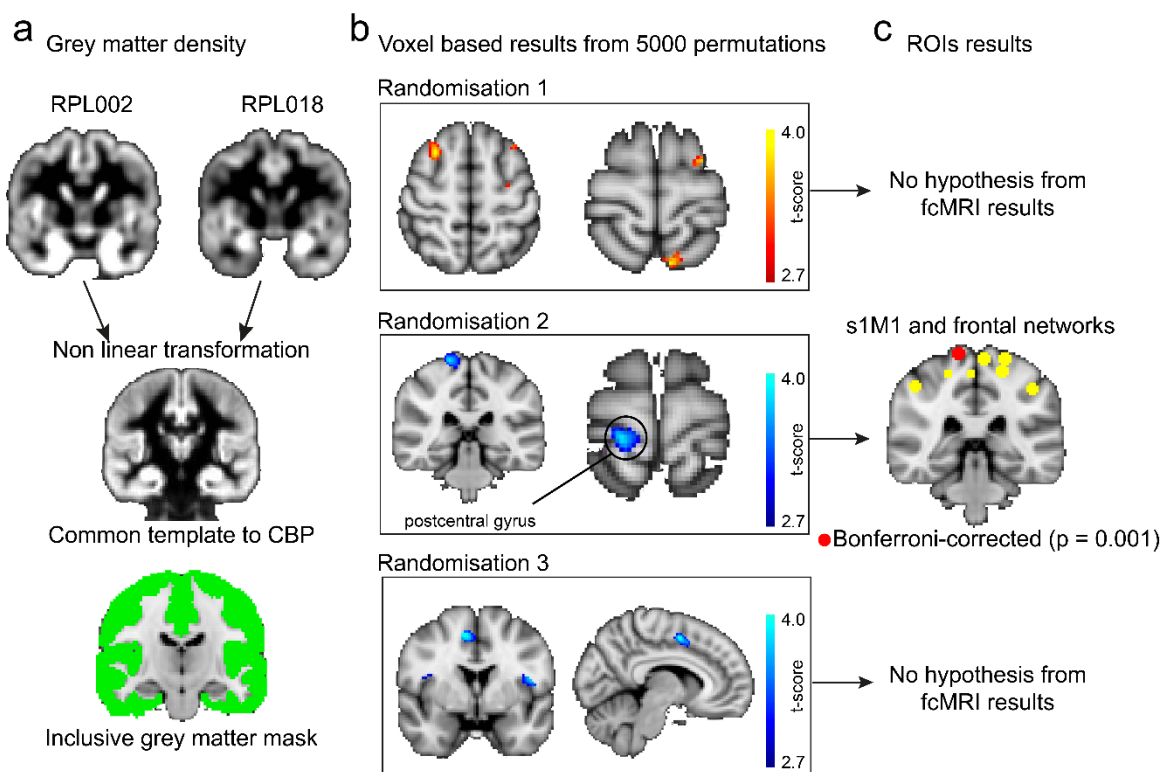 a Grey matter density
RPL002
RPL018
Non linear transformation
Common template to CBP
Inclusive grey matter mask
b Voxel based results from 5000 permutations
Randomisation 1
4.0
t-score
2.7
Randomisation 2
4.0
t-score
2.7
postcentral gyrus
Randomisation 3
4.0
t-score
2.7
c ROIs results
No hypothesis from
fcMRI results
s1M1 and frontal networks
Bonferroni-corrected (p = 0.001)
No hypothesis from
fcMRI results